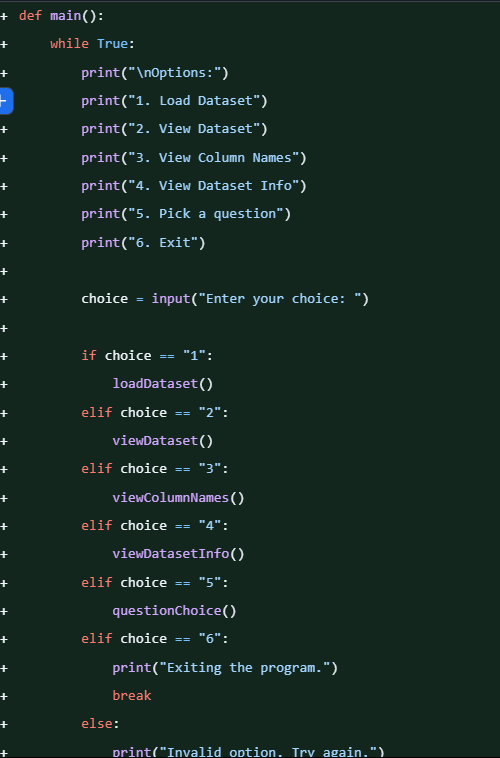 + def main():
+     while True:
+         print("\nOptions:")
+         print("1. Load Dataset")
+         print("2. View Dataset")
+         print("3. View Column Names")
+         print("4. View Dataset Info")
+         print("5. Pick a question")
+         print("6. Exit")
+
+         choice = input("Enter your choice: ")
+
+         if choice == "1":
+             loadDataset()
+         elif choice == "2":
+             viewDataset()
+         elif choice == "3":
+             viewColumnNames()
+         elif choice == "4":
+             viewDatasetInfo()
+         elif choice == "5":
+             questionChoice()
+         elif choice == "6":
+             print("Exiting the program.")
+             break
+         else:
+             print("Invalid option. Try again.")